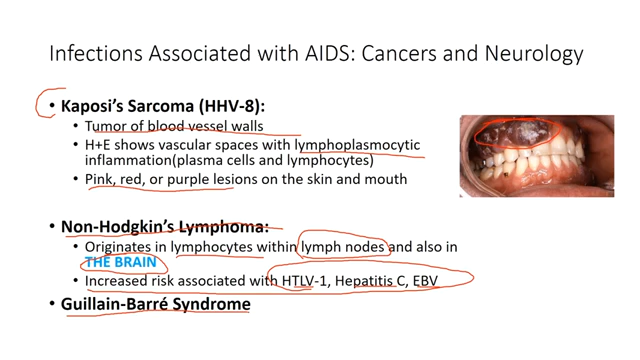 Infections Associated with AIDS: Cancers and Neurology
• Kaposi's Sarcoma (HHV-8):
• Tumor of blood vessel walls
• H+E shows vascular spaces with lymphoplasmocytic
inflammation(plasma cells and lymphocytes)
• Pink, red, or purple lesions on the skin and mouth
• Non-Hodgkin's Lymphoma:
• Originates in lymphocytes within lymph nodes and also in
THE BRAIN
• Increased risk associated with HTLV-1, Hepatitis C, EBV
• Guillain-Barré Syndrome